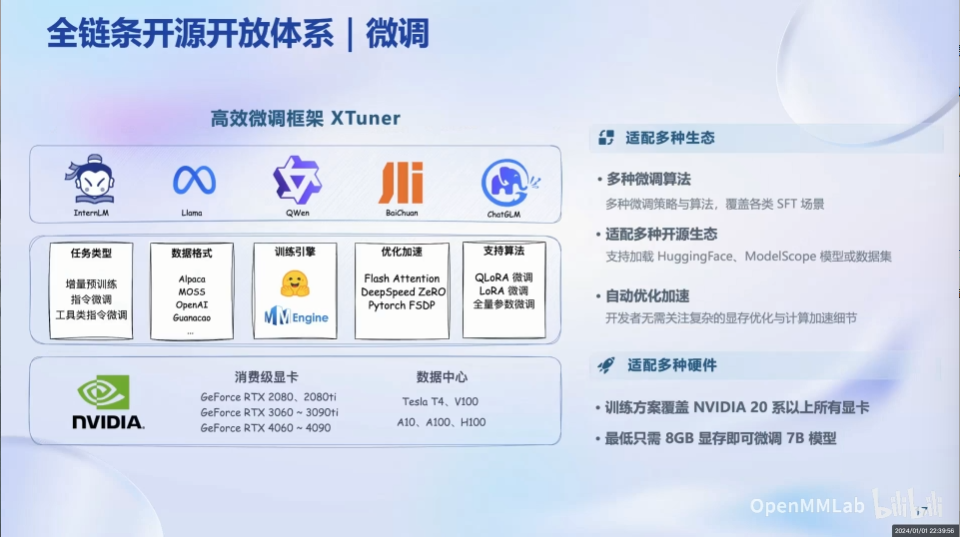 全链条开源开放体系｜微调
高效微调框架 XTuner
InternLM
Llama
QWen
BaiChuan
ChatGLM
任务类型
增量预训练
指令微调
工具类指令微调
数据格式
Alpaca
MOSS
OpenAI
Guanacao
...
训练引擎
MMEngine
优化加速
Flash Attention
DeepSpeed ZeRO
Pytorch FSDP
支持算法
QLoRA 微调
LoRA 微调
全量参数微调
NVIDIA.
消费级显卡
GeForce RTX 2080、2080ti
GeForce RTX 3060 ~ 3090ti
GeForce RTX 4060 ~ 4090
数据中心
Tesla T4、V100
A10、A100、H100
适配多种生态
• 多种微调算法
多种微调策略与算法，覆盖各类 SFT 场景
• 适配多种开源生态
支持加载 HuggingFace、ModelScope 模型或数据集
• 自动优化加速
开发者无需关注复杂的显存优化与计算加速细节
适配多种硬件
• 训练方案覆盖 NVIDIA 20 系以上所有显卡
• 最低只需 8GB 显存即可微调 7B 模型
OpenMMLab bilibili
2024/01/01 22:39:56